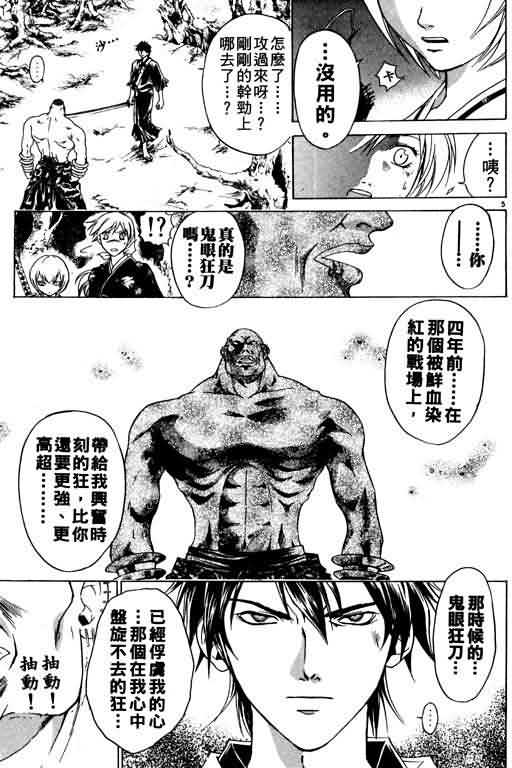 …沒用的。
卡
怎麼了……
攻過來呀…?
剛剛的幹勁上
哪去了…?
…
…咦?
5
………你
——
真的是
鬼眼狂刀
嗎……?
!?
四年前……在
那個被鮮血染
紅的戰場上,
帶給我興奮時
刻的狂,比你
還要更強、更
高超………
那時候的…
鬼眼狂刀…
…
已經俘虜我的心
…那個在我心中
盤旋不去的狂…
抽動!
抽動!